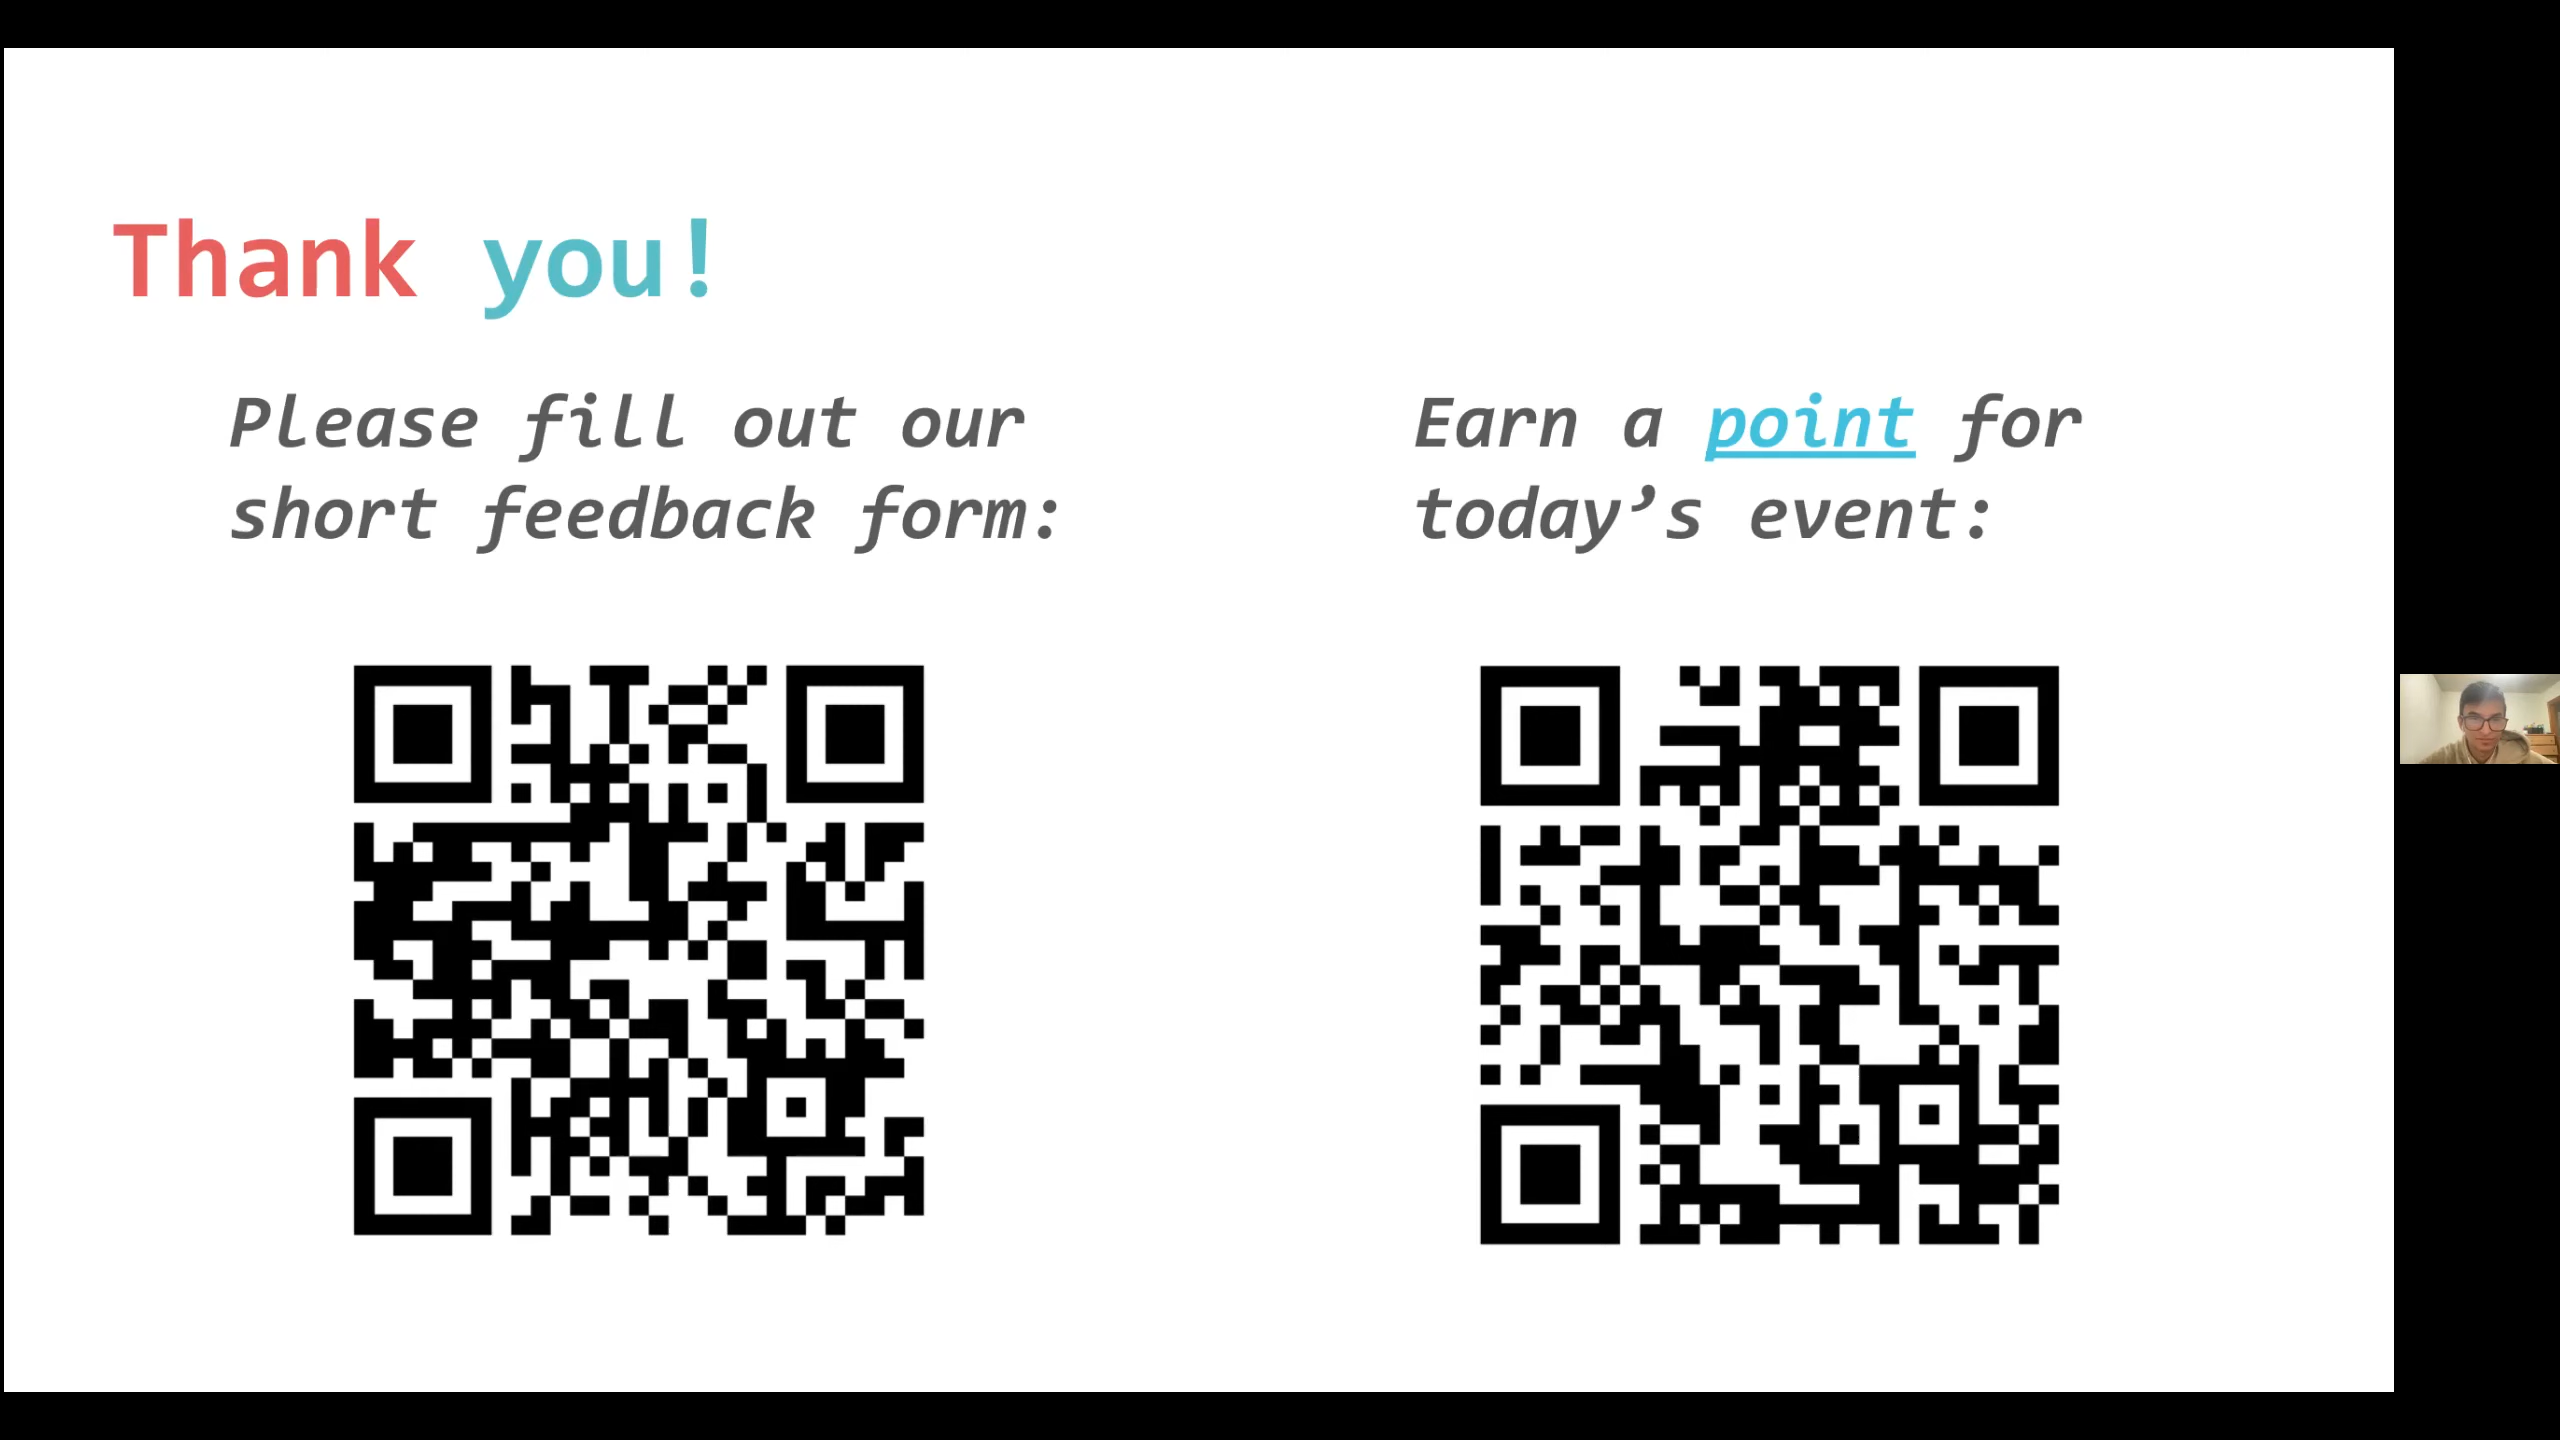 Thank you!
Please fill out our
short feedback form:
Earn a point for
today’s event: